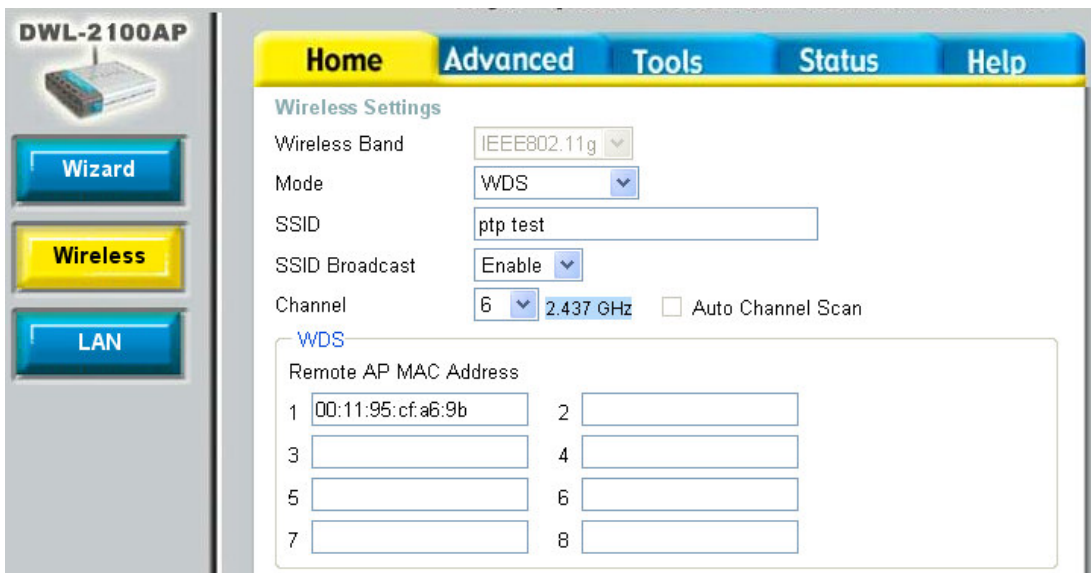 DWL-2100AP
Home Advanced Tools Status Help
Wizard
Wireless
LAN
Wireless Settings
Wireless Band IEEE802.11g
Mode WDS
SSID ptp test
SSID Broadcast Enable
Channel 6 2.437 GHz Auto Channel Scan
WDS
Remote AP MAC Address
1 00:11:95:cf:a6:9b 2
3 4
5 6
7 8